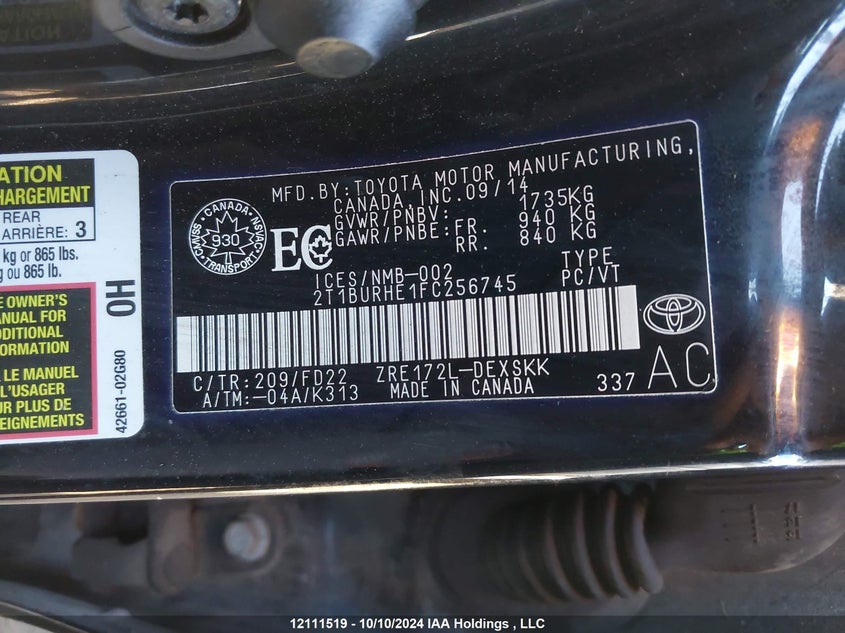 ATION
HARGEMENT
REAR
ARRIÈRE: 3
kg or 865 lbs.
g ou 865 lb.
E OWNER'S
ANUAL FOR
DDITIONAL
FORMATION
LE MANUEL
L'USAGER
UR PLUS DE
EIGNEMENTS
OH
42661-02G80
MFD.BY:TOYOTA MOTOR MANUFACTURING,
CANADA, INC.09/14
GVWR/PNBV: 1735KG
GAWR/PNBE: FR. 940 KG
RR. 840 KG
CANADA
CMVSS
NSVAC
930
TRANSPORT
EC
ICES/NMB-002
2T1BURHE1FC256745
TYPE
PC/VT
C/TR:209/FD22 ZRE172L-DEXSKK
A/TM:-04A/K313 MADE IN CANADA
337 AC
12111519 - 10/10/2024 IAA Holdings , LLC